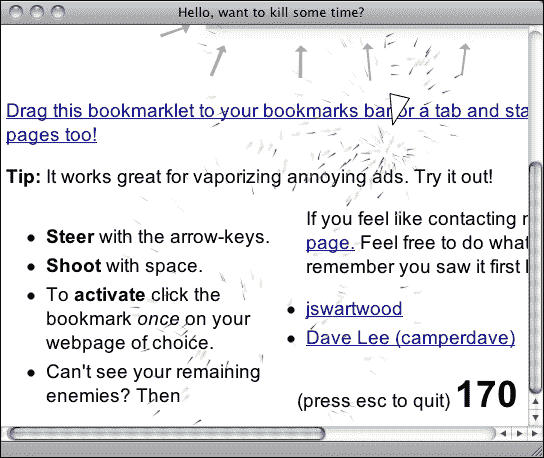 Hello, want to kill some time?
Drag this bookmarklet to your bookmarks bar or a tab and sta
pages too!
Tip: It works great for vaporizing annoying ads. Try it out!
Steer with the arrow-keys.
Shoot with space.
To activate click the
bookmark once on your
webpage of choice.
Can't see your remaining
enemies? Then
If you feel like contacting
page. Feel free to do what
remember you saw it first
jswartwood
Dave Lee (camperdave)
(press esc to quit) 170